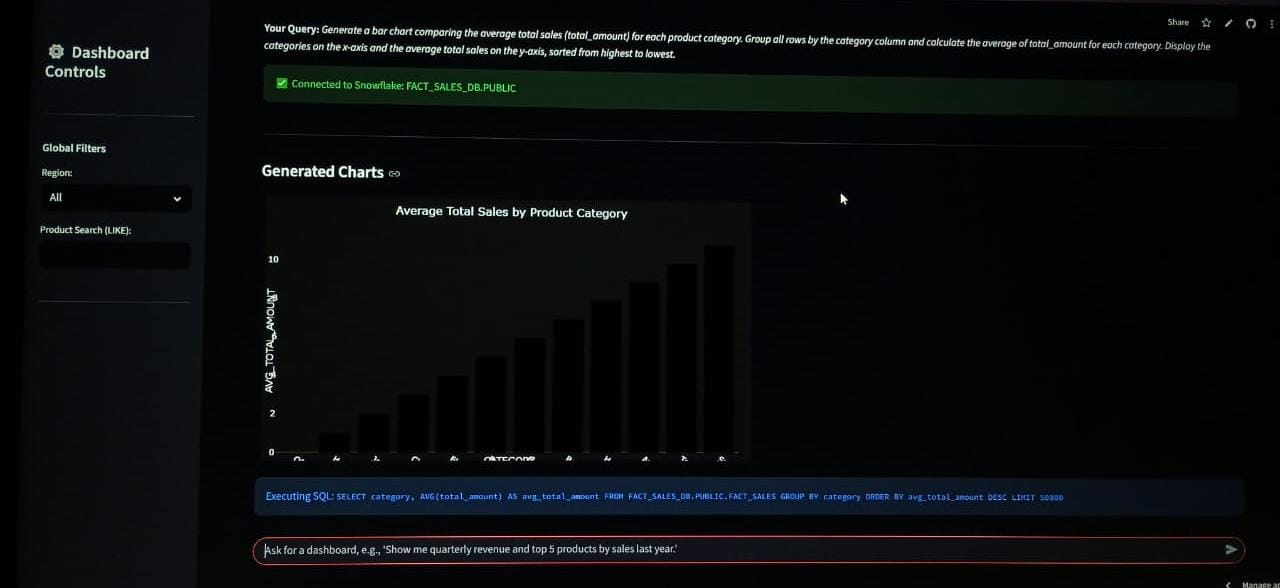 Share
Dashboard
Controls
Global Filters
Region:
All
Product Search (LIKE):
Your Query: Generate a bar chart comparing the average total sales (total_amount) for each product category. Group all rows by the category column and calculate the average of total_amount for each category. Display the
categories on the x-axis and the average total sales on the y-axis, sorted from highest to lowest.
✅ Connected to Snowflake: FACT_SALES_DB.PUBLIC
Generated Charts
Average Total Sales by Product Category
10
AVG_TOTAL_AMOUNT
2
0
Executing SQL: SELECT category, AVG(total_amount) AS avg_total_amount FROM FACT_SALES_DB.PUBLIC.FACT_SALES GROUP BY category ORDER BY avg_total_amount DESC LIMIT 50000
Ask for a dashboard, e.g., 'Show me quarterly revenue and top 5 products by sales last year.'
Manage